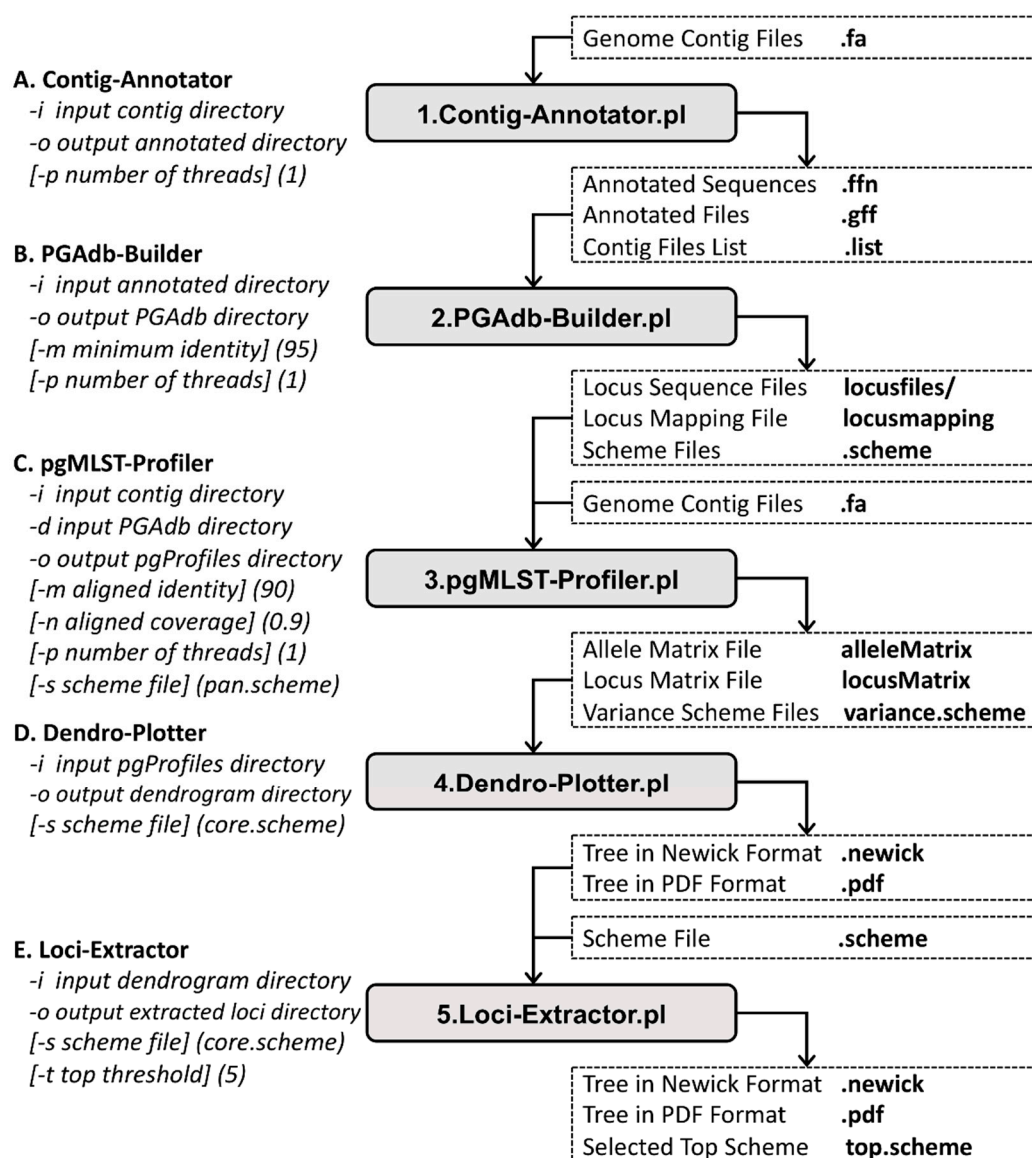 Genome Contig Files .fa
A. Contig-Annotator
-i input contig directory
-o output annotated directory
[-p number of threads] (1)
1.Contig-Annotator.pl
Annotated Sequences .ffn
Annotated Files .gff
Contig Files List .list
B. PGAdb-Builder
-i input annotated directory
-o output PGAdb directory
[-m minimum identity] (95)
[-p number of threads] (1)
2.PGAdb-Builder.pl
Locus Sequence Files locusfiles/
Locus Mapping File locusmapping
Scheme Files .scheme
Genome Contig Files .fa
C. pgMLST-Profiler
-i input contig directory
-d input PGAdb directory
-o output pgProfiles directory
[-m aligned identity] (90)
[-n aligned coverage] (0.9)
[-p number of threads] (1)
[-s scheme file] (pan.scheme)
3.pgMLST-Profiler.pl
Allele Matrix File alleleMatrix
Locus Matrix File locusMatrix
Variance Scheme Files variance.scheme
D. Dendro-Plotter
-i input pgProfiles directory
-o output dendrogram directory
[-s scheme file] (core.scheme)
4.Dendro-Plotter.pl
Tree in Newick Format .newick
Tree in PDF Format .pdf
Scheme File .scheme
E. Loci-Extractor
-i input dendrogram directory
-o output extracted loci directory
[-s scheme file] (core.scheme)
[-t top threshold] (5)
5.Loci-Extractor.pl
Tree in Newick Format .newick
Tree in PDF Format .pdf
Selected Top Scheme top.scheme